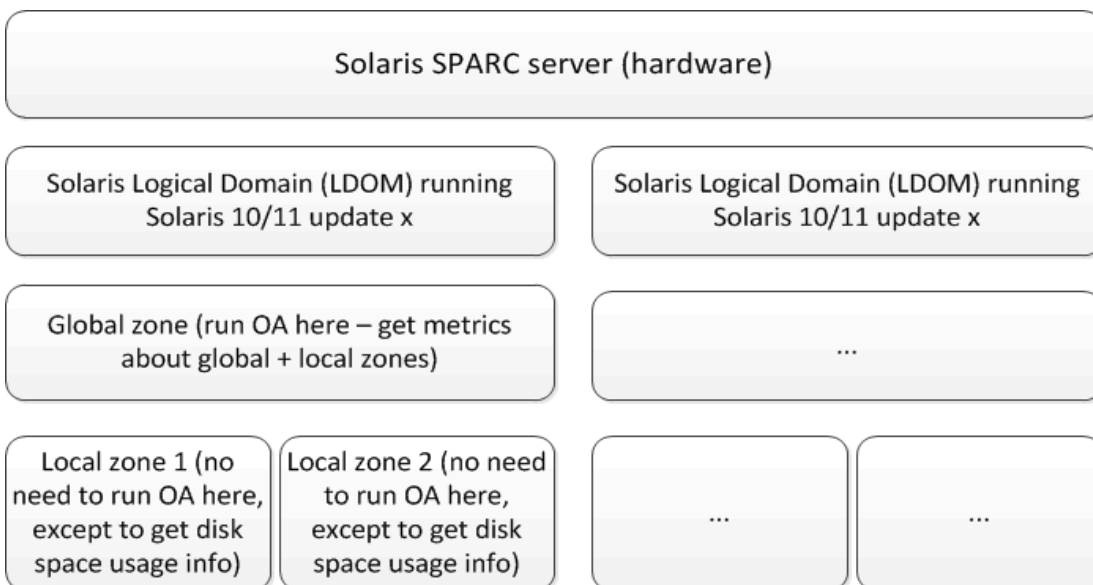 Solaris SPARC server (hardware)
Solaris Logical Domain (LDOM) running
Solaris 10/11 update x
Solaris Logical Domain (LDOM) running
Solaris 10/11 update x
Global zone (run OA here – get metrics
about global + local zones)
...
Local zone 1 (no
need to run OA here,
except to get disk
space usage info)
Local zone 2 (no need
to run OA here,
except to get disk
space usage info)
...
...